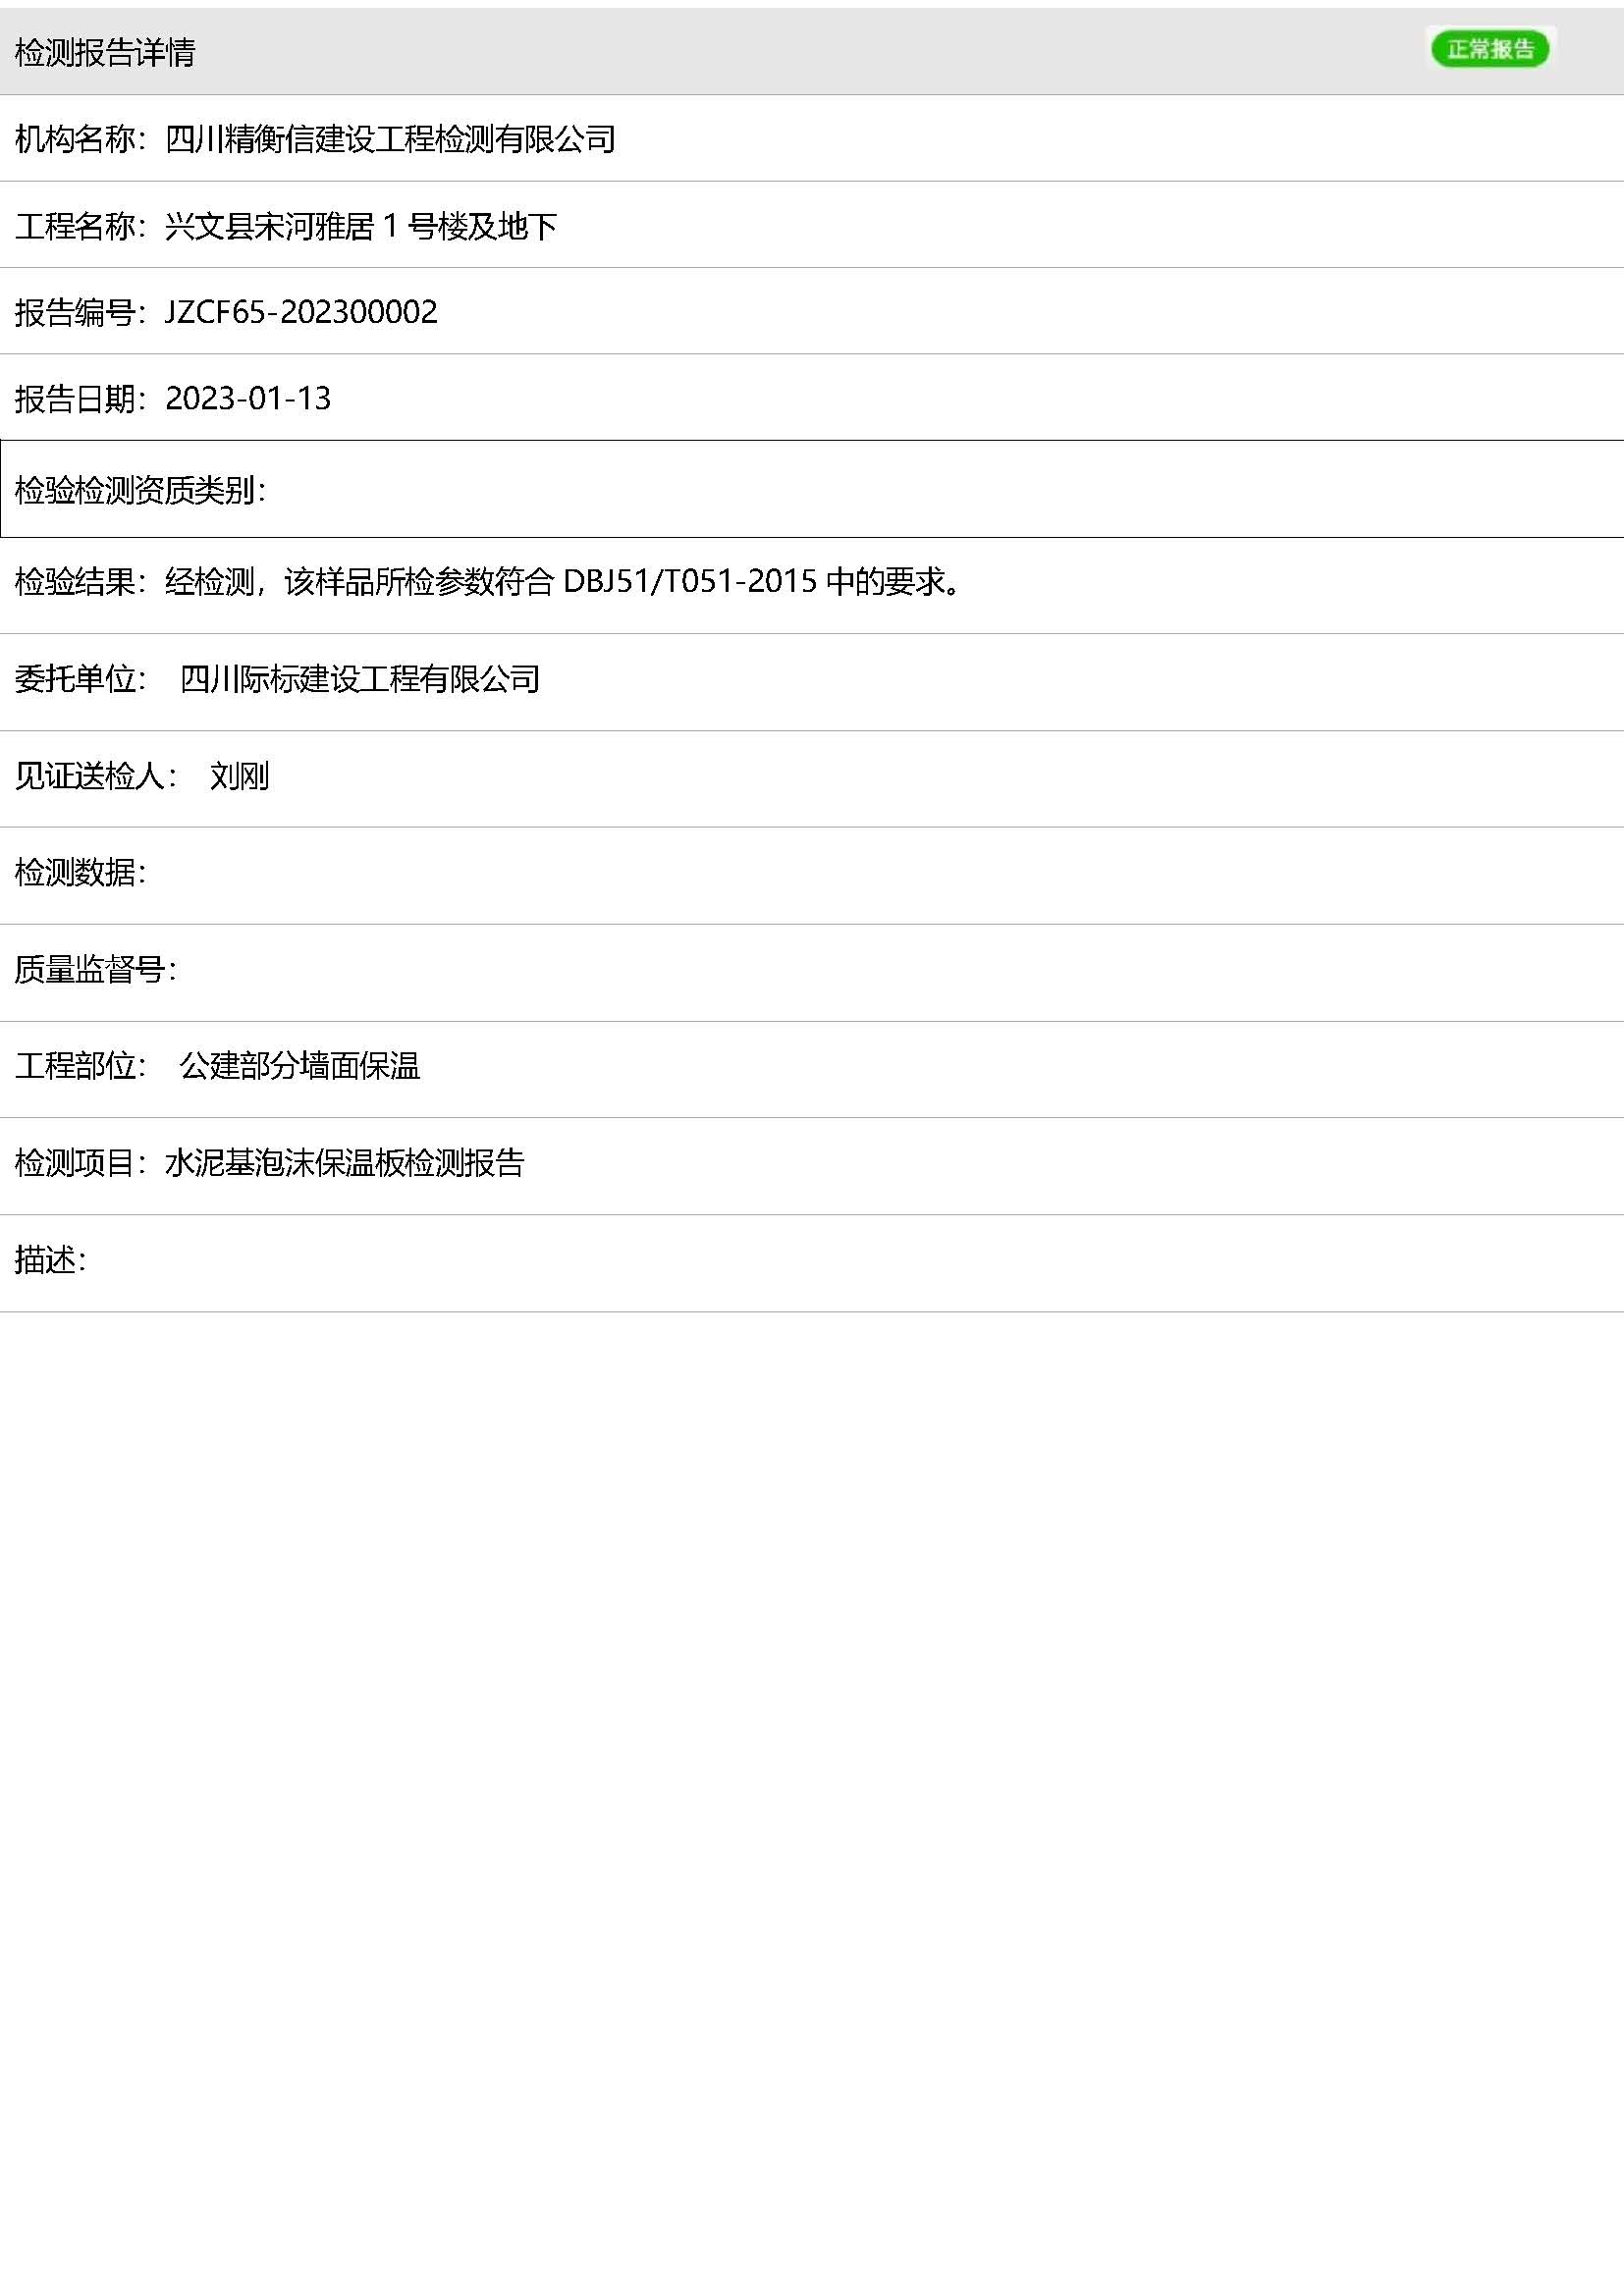 检测报告详情 正常报告
机构名称：四川精衡信建设工程检测有限公司
工程名称：兴文县宋河雅居 1 号楼及地下
报告编号：JZCF65-202300002
报告日期：2023-01-13
检验检测资质类别：
检验结果：经检测，该样品所检参数符合 DBJ51/T051-2015 中的要求。
委托单位： 四川际标建设工程有限公司
见证送检人： 刘刚
检测数据：
质量监督号：
工程部位： 公建部分墙面保温
检测项目：水泥基泡沫保温板检测报告
描述：